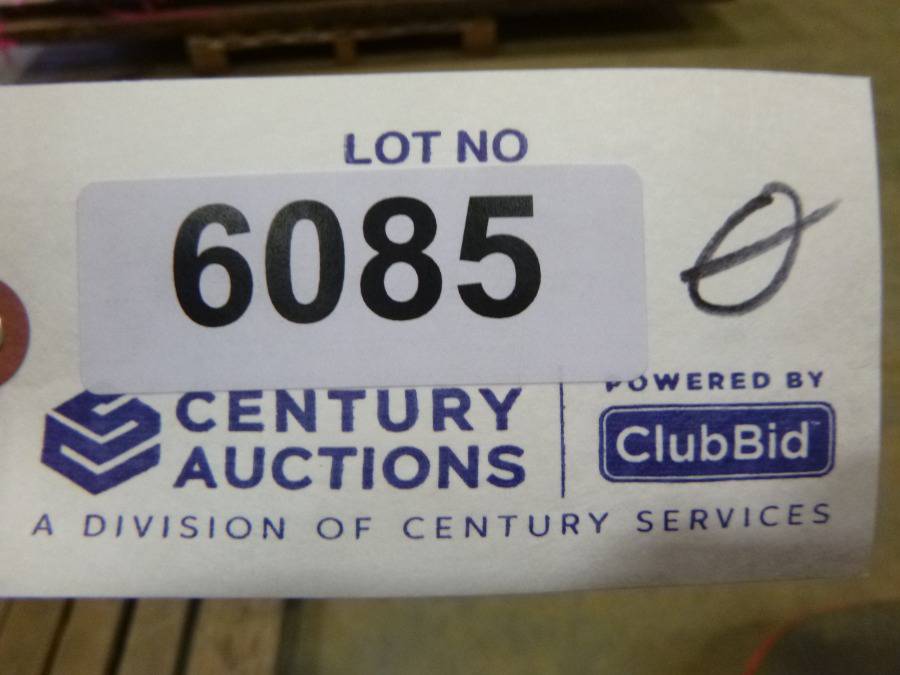 LOT NO
6085
CENTURY
AUCTIONS
POWERED BY
ClubBid™
A DIVISION OF CENTURY SERVICES